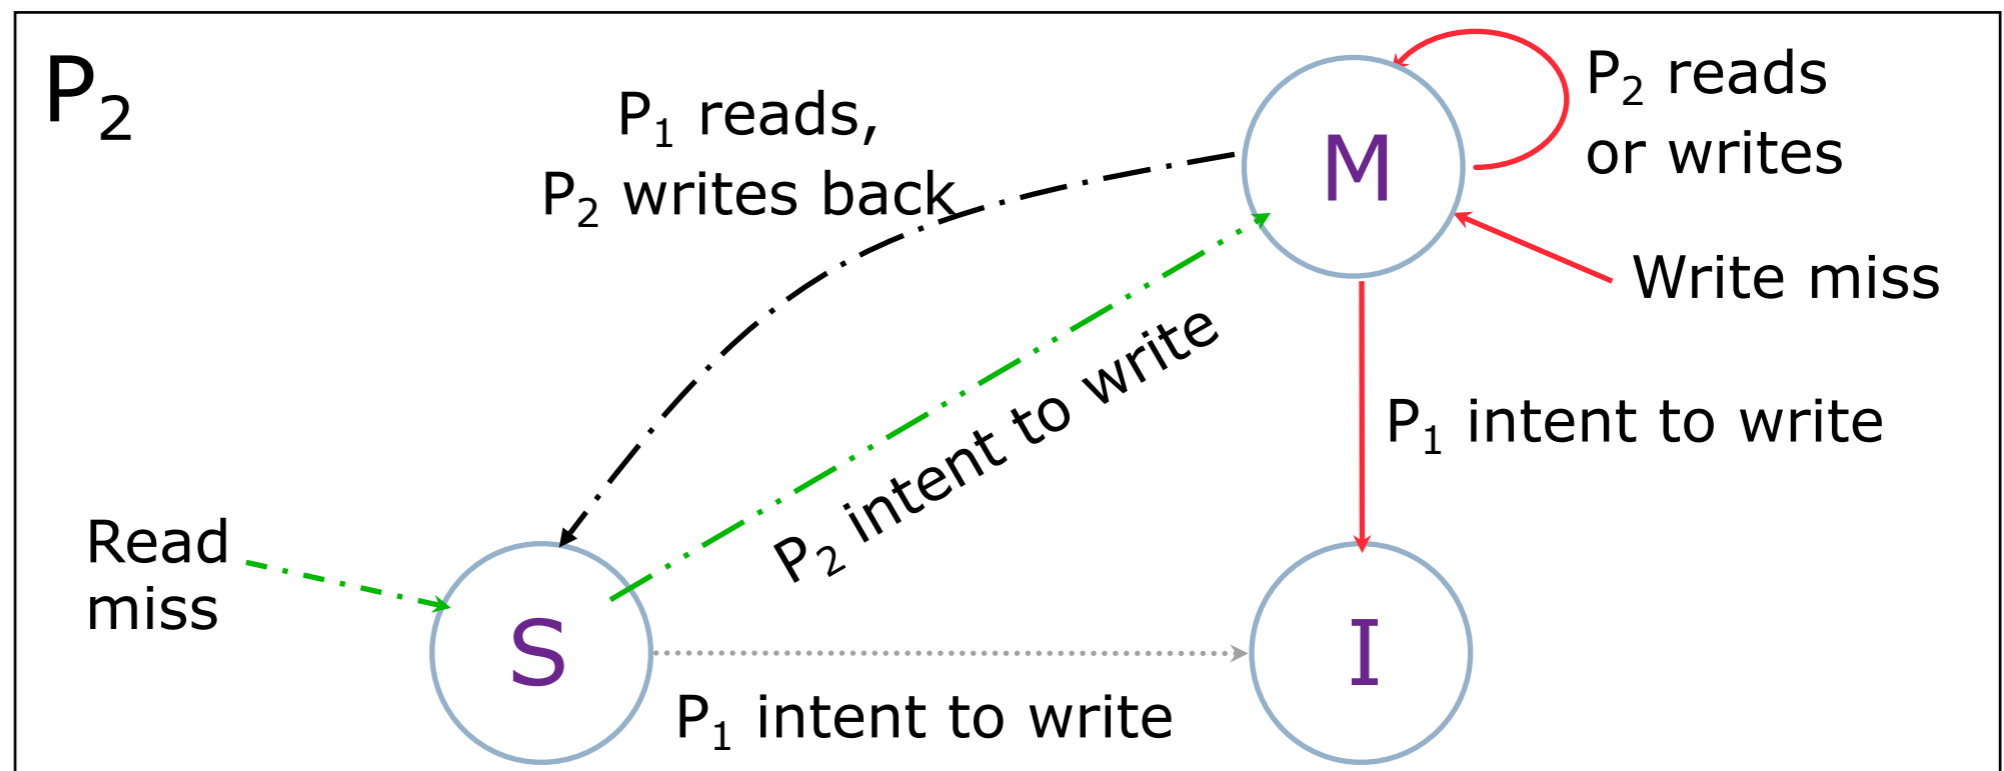 P₂
P₁ reads,
P₂ writes back
M
P₂ reads
or writes
Write miss
P₂ intent to write
P₁ intent to write
Read
miss
S
I
P₁ intent to write